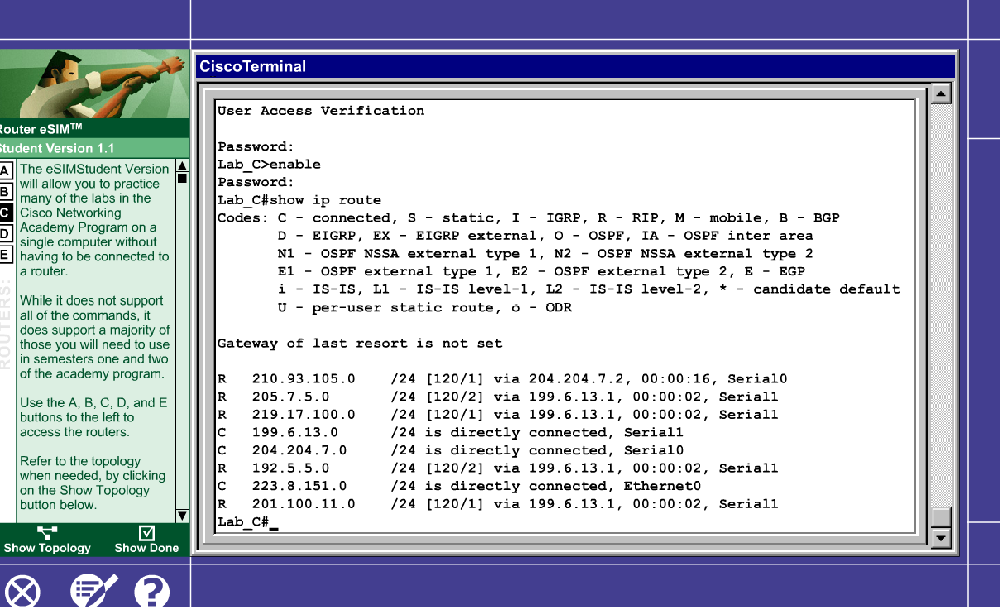 Router eSIM™
Student Version 1.1
A
B
C
D
E
ROUTERS:
The eSIMStudent Version
will allow you to practice
many of the labs in the
Cisco Networking
Academy Program on a
single computer without
having to be connected to
a router.
While it does not support
all of the commands, it
does support a majority of
those you will need to use
in semesters one and two
of the academy program.
Use the A, B, C, D, and E
buttons to the left to
access the routers.
Refer to the topology
when needed, by clicking
on the Show Topology
button below.
Show Topology
Show Done
CiscoTerminal
User Access Verification
Password:
Lab_C>enable
Password:
Lab_C#show ip route
Codes: C - connected, S - static, I - IGRP, R - RIP, M - mobile, B - BGP
D - EIGRP, EX - EIGRP external, O - OSPF, IA - OSPF inter area
N1 - OSPF NSSA external type 1, N2 - OSPF NSSA external type 2
E1 - OSPF external type 1, E2 - OSPF external type 2, E - EGP
i - IS-IS, L1 - IS-IS level-1, L2 - IS-IS level-2, * - candidate default
U - per-user static route, o - ODR
Gateway of last resort is not set
R 210.93.105.0 /24 [120/1] via 204.204.7.2, 00:00:16, Serial0
R 205.7.5.0 /24 [120/2] via 199.6.13.1, 00:00:02, Serial1
R 219.17.100.0 /24 [120/1] via 199.6.13.1, 00:00:02, Serial1
C 199.6.13.0 /24 is directly connected, Serial1
C 204.204.7.0 /24 is directly connected, Serial0
R 192.5.5.0 /24 [120/2] via 199.6.13.1, 00:00:02, Serial1
C 223.8.151.0 /24 is directly connected, Ethernet0
R 201.100.11.0 /24 [120/1] via 199.6.13.1, 00:00:02, Serial1
Lab_C#_